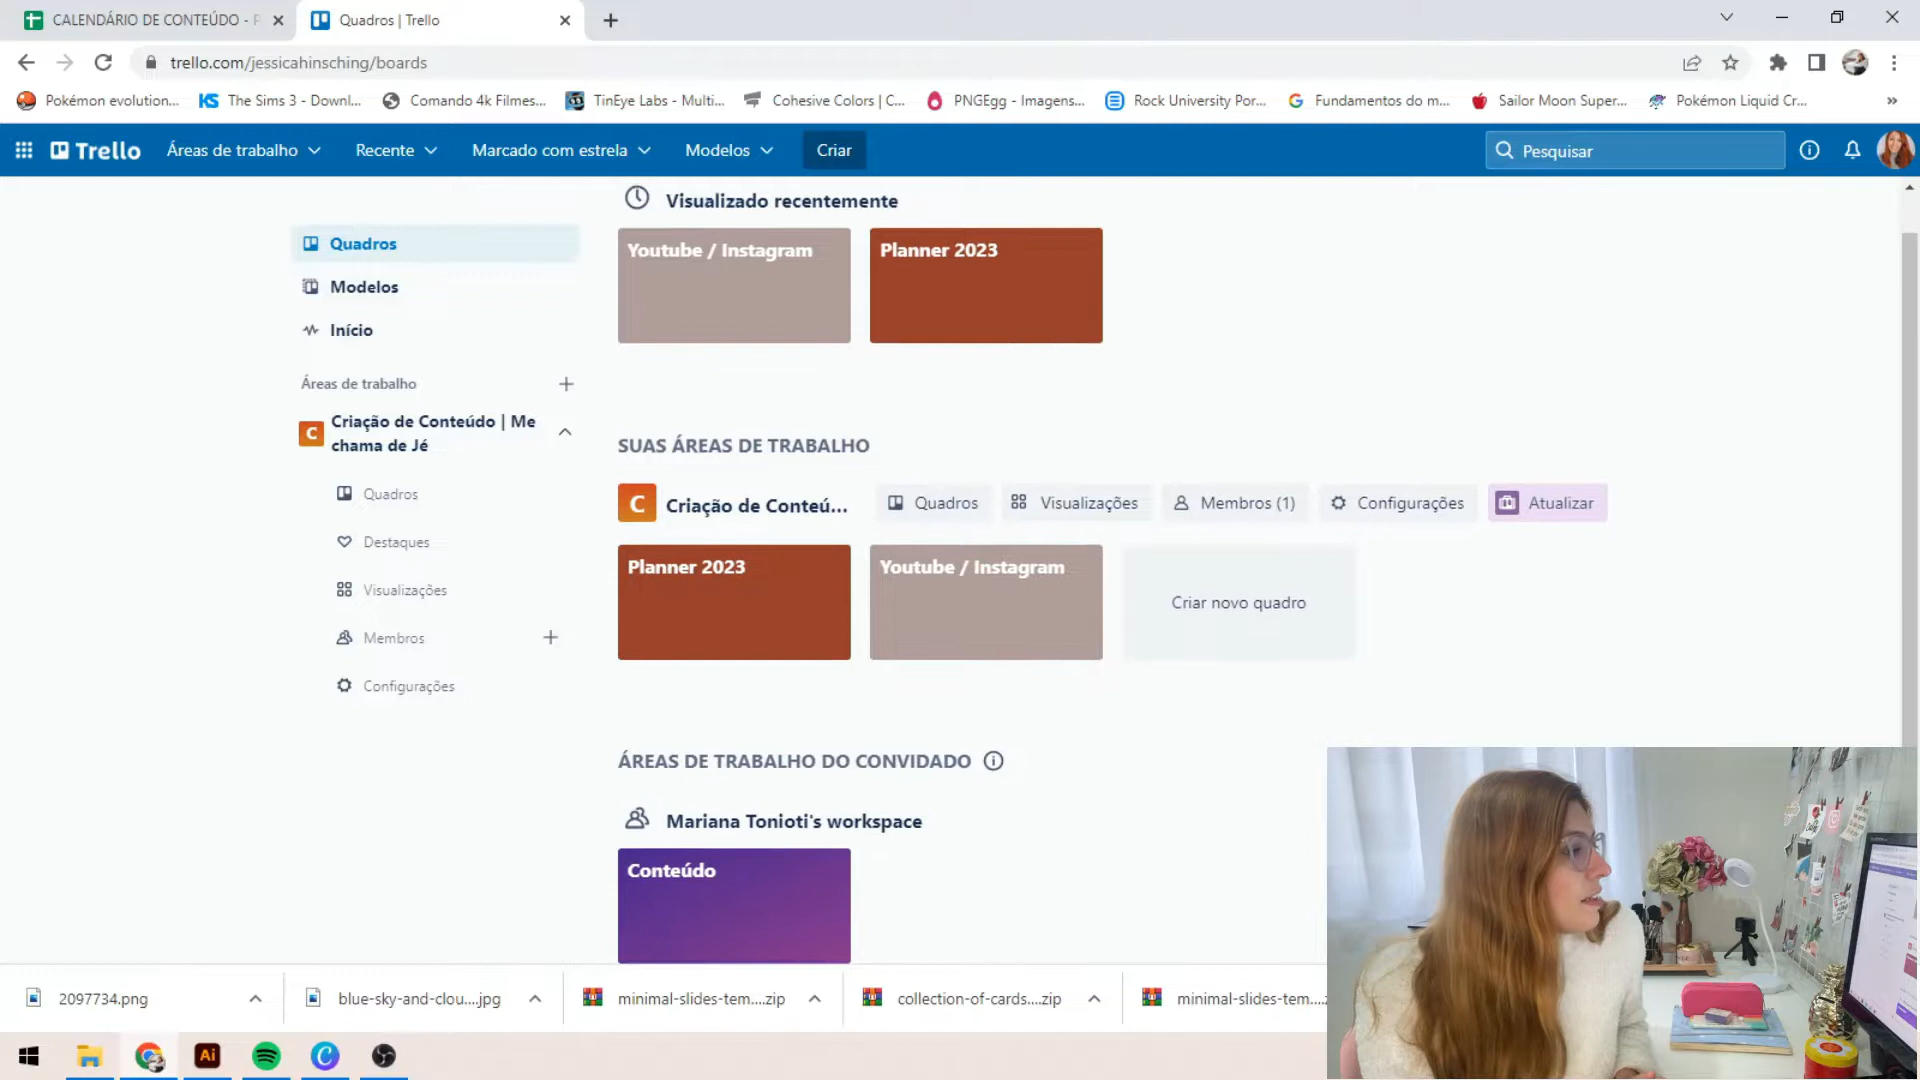 CALENDÁRIO DE CONTEÚDO - P
Quadros | Trello
trello.com/jessicahinsching/boards
Pokémon evolution...
KS The Sims 3 - Downl...
Comando 4k Filmes...
TinEye Labs - Multi...
Cohesive Colors | C...
PNGEgg - Imagens...
Rock University Por...
Fundamentos do m...
Sailor Moon Super...
Pokémon Liquid Cr...
»
Trello
Áreas de trabalho
Recente
Marcado com estrela
Modelos
Criar
Pesquisar
Visualizado recentemente
Youtube / Instagram
Planner 2023
Quadros
Modelos
Início
Áreas de trabalho
C
Criação de Conteúdo | Me
chama de Jé
Quadros
Destaques
Visualizações
Membros
Configurações
SUAS ÁREAS DE TRABALHO
C
Criação de Conteú...
Quadros
Visualizações
Membros (1)
Configurações
Atualizar
Planner 2023
Youtube / Instagram
Criar novo quadro
ÁREAS DE TRABALHO DO CONVIDADO
Mariana Tonioti's workspace
Conteúdo
2097734.png
blue-sky-and-clou....jpg
minimal-slides-tem....zip
collection-of-cards....zip
minimal-slides-tem....z
Ai